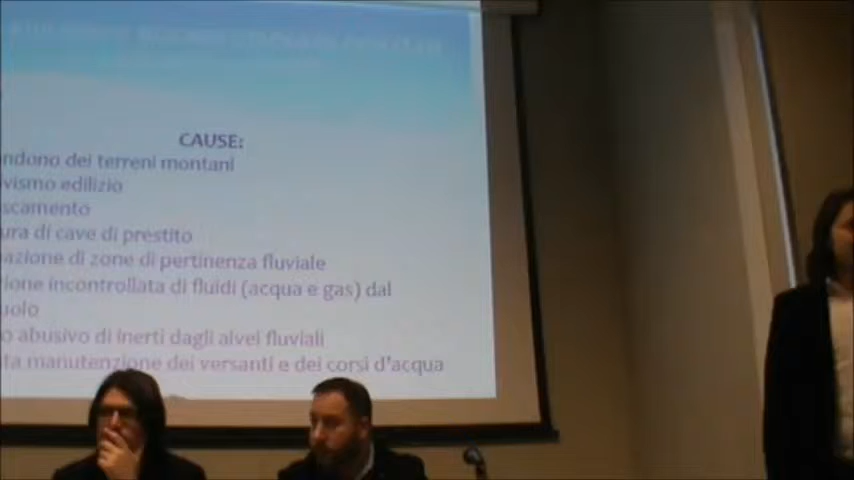 CAUSE:
ndono dei terreni montani
vismo edilizio
scamento
ura di cave di prestito
azione di zone di pertinenza fluviale
ione incontrollata di fluidi (acqua e gas) dal
uolo
o abusivo di inerti dagli alvei fluviali
ata manutenzione dei versanti e dei corsi d'acqua